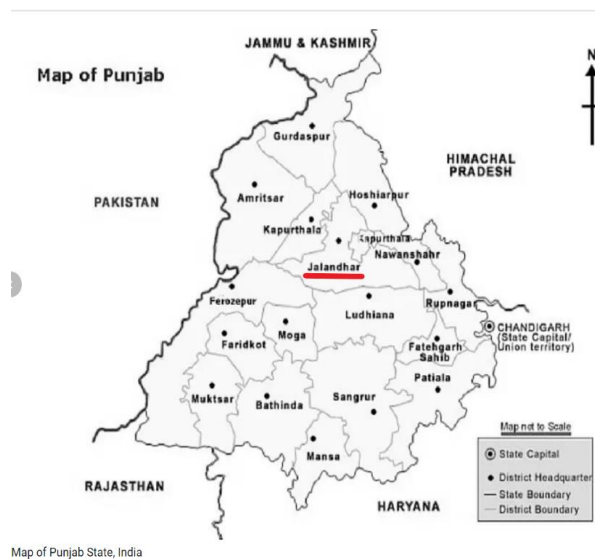 JAMMU & KASHMIR
Map of Punjab
N
Gurdaspur
HIMACHAL
PRADESH
PAKISTAN
Amritsar
Hoshiarpur
Kapurthala
Kapurthala
Nawanshahr
Jalandhar
Ferozepur
Rupnagar
Ludhiana
CHANDIGARH
(State Capital/
Union territory)
Moga
Faridkot
Fatehgarh
Sahib
Patiala
Muktsar
Bathinda
Sangrur
Map not to Scale
Mansa
State Capital
District Headquarter
State Boundary
District Boundary
RAJASTHAN
HARYANA
Map of Punjab State, India